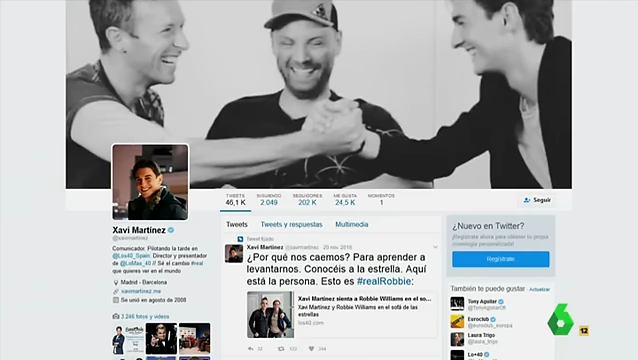 TWEETS
46,1 K
SIGUIENDO
2.049
SEGUIDORES
202 K
ME GUSTA
24,5 K
MOMENTOS
1
Seguir
Xavi Martínez
@xavimartinez
Comunicador. Pilotando la tarde en
@Los40_Spain: Director y presentador
de @LoMas_40 // Sé el cambio #real
que quieres ver en el mundo
Madrid - Barcelona
xavimartinez.me
Se unió en agosto de 2008
3.246 fotos y vídeos
Tweets
Tweets y respuestas
Multimedia
Tweet fijado
Xavi Martínez @xavimartinez · 20 nov. 2016
¿Por qué nos caemos? Para aprender a
levantarnos. Conocéis a la estrella. Aquí
está la persona. Esto es #realRobbie:
Xavi Martínez sienta a Robbie Williams en el so...
Xavi Martínez y Robbie Williams en el sofá de las
estrellas
los40.com
¿Nuevo en Twitter?
¡Regístrate ahora para obtener tu propia
cronología personalizada!
Regístrate
También te puede gustar · Actualizar
Tony Aguilar
@TonyAguilarOfi
Euroclub
@euroclub_europa
Laura Trigo
@laura_trigo
Lo+40
12